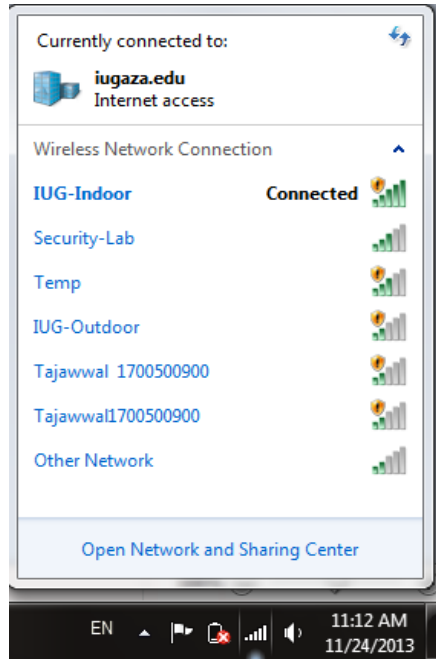 Currently connected to:
iugaza.edu
Internet access
Wireless Network Connection
IUG-Indoor Connected
Security-Lab
Temp
IUG-Outdoor
Tajawwal 1700500900
Tajawwal1700500900
Other Network
Open Network and Sharing Center
EN 11:12 AM
11/24/2013